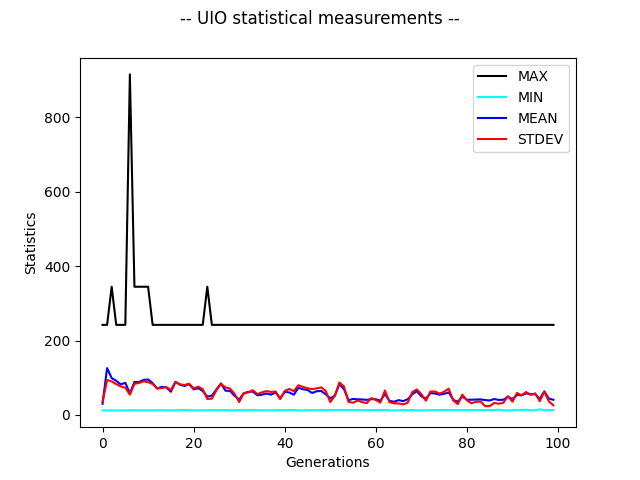 -- UIO statistical measurements --
MAX
MIN
MEAN
STDEV
Statistics
800
600
400
200
0
0 20 40 60 80 100
Generations